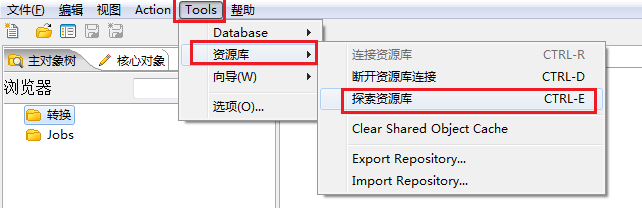 文件(F) 编辑 视图 Action Tools 帮助
主对象树 核心对象
浏览器
转换
Jobs
Database
资源库
向导(W)
选项(O)...
连接资源库 CTRL-R
断开资源库连接 CTRL-D
探索资源库 CTRL-E
Clear Shared Object Cache
Export Repository...
Import Repository...